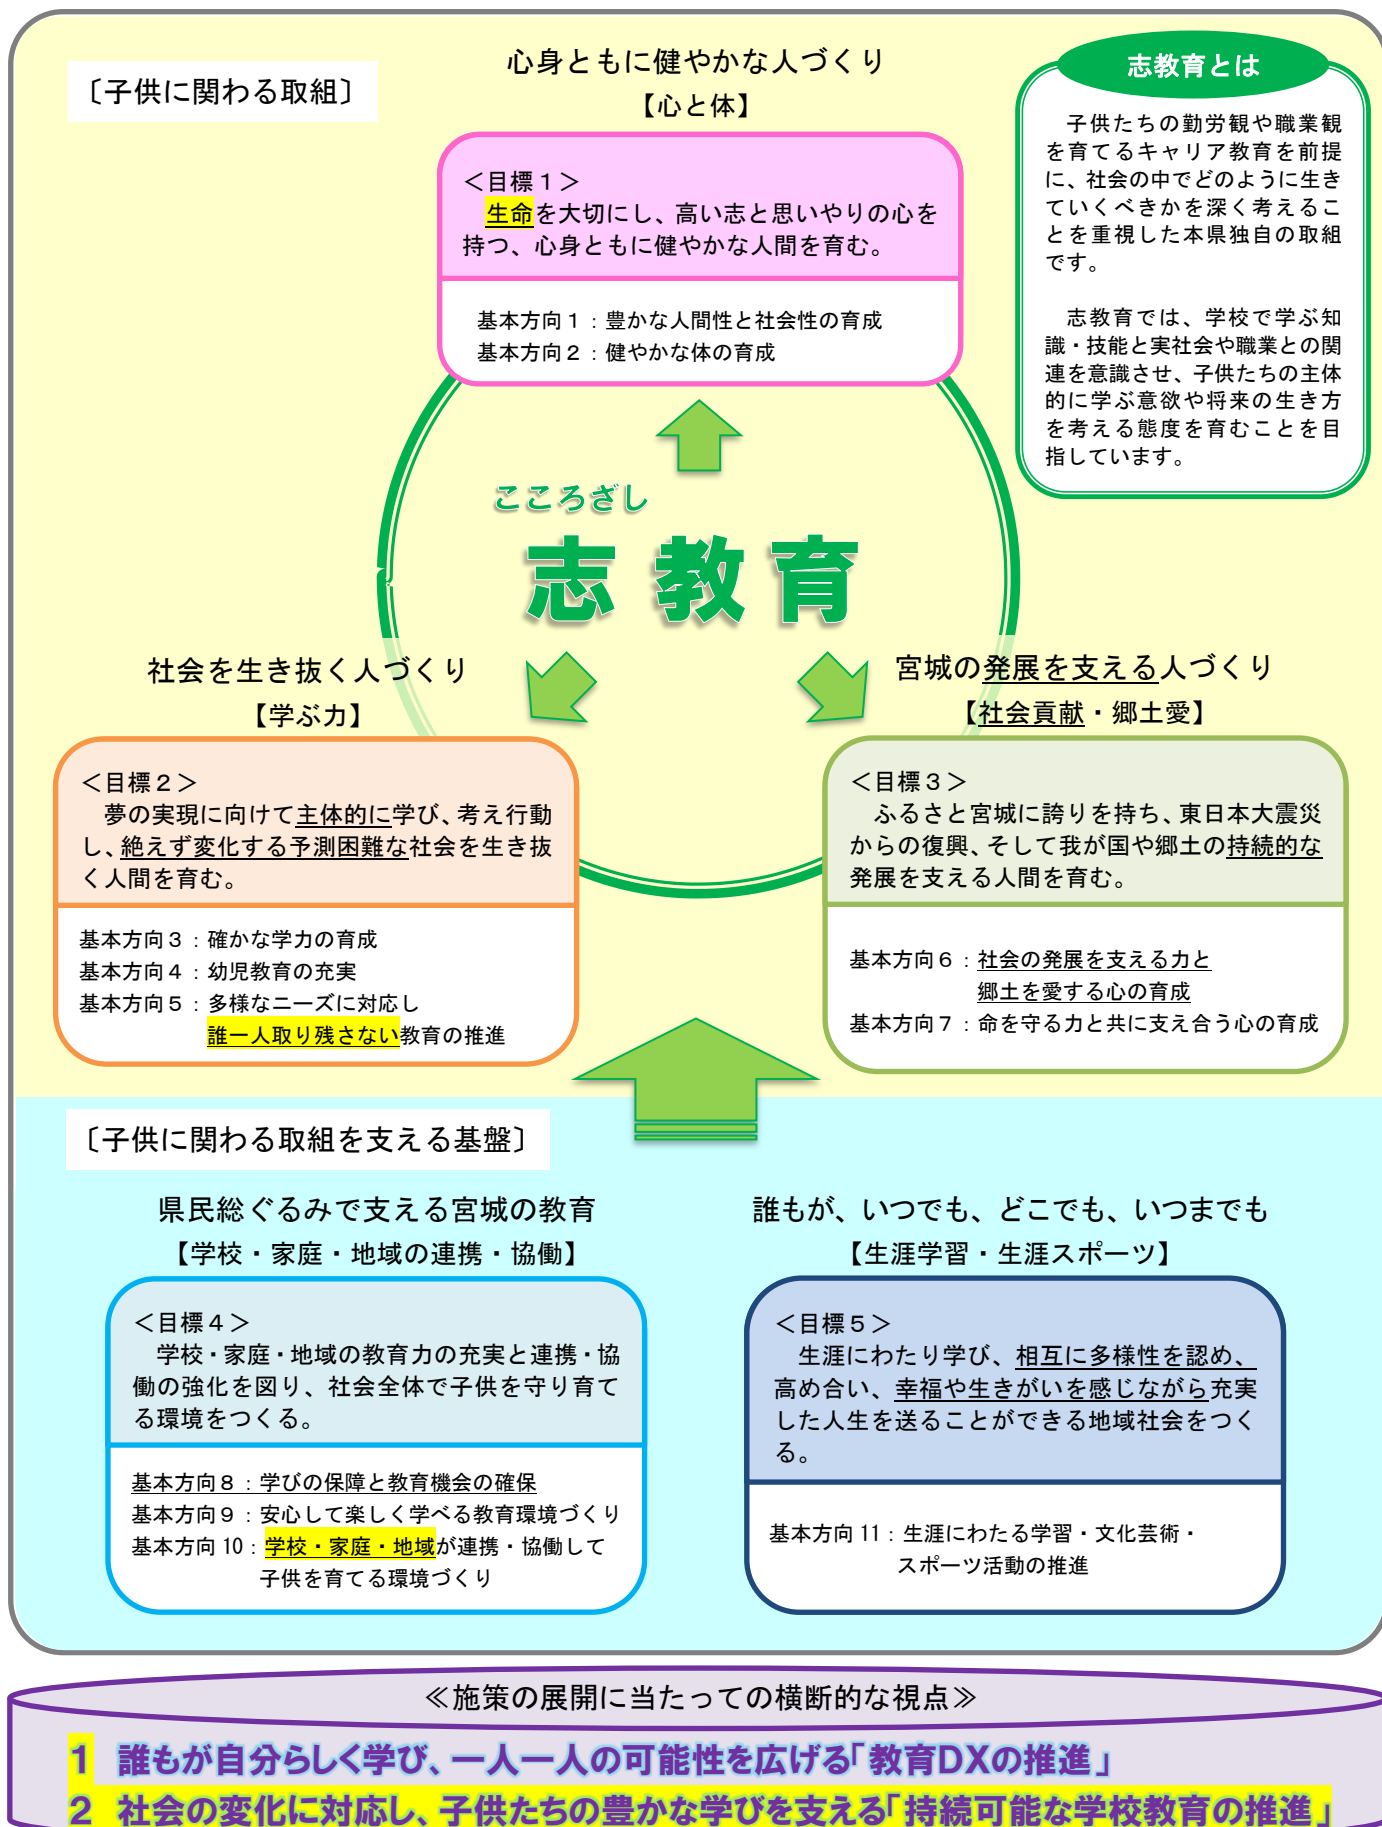 〔子供に関わる取組〕
心身ともに健やかな人づくり
【心と体】
＜目標１＞
生命を大切にし、高い志と思いやりの心を
持つ、心身ともに健やかな人間を育む。
基本方向１：豊かな人間性と社会性の育成
基本方向２：健やかな体の育成
志教育とは
子供たちの勤労観や職業観
を育てるキャリア教育を前提
に、社会の中でどのように生き
ていくべきかを深く考えるこ
とを重視した本県独自の取組
です。
志教育では、学校で学ぶ知
識・技能と実社会や職業との関
連を意識させ、子供たちの主体
的に学ぶ意欲や将来の生き方
を考える態度を育むことを目
指しています。
こころざし
志教育
社会を生き抜く人づくり
【学ぶ力】
＜目標２＞
夢の実現に向けて主体的に学び、考え行動
し、絶えず変化する予測困難な社会を生き抜
く人間を育む。
基本方向３：確かな学力の育成
基本方向４：幼児教育の充実
基本方向５：多様なニーズに対応し
誰一人取り残さない教育の推進
宮城の発展を支える人づくり
【社会貢献・郷土愛】
＜目標３＞
ふるさと宮城に誇りを持ち、東日本大震災
からの復興、そして我が国や郷土の持続的な
発展を支える人間を育む。
基本方向６：社会の発展を支える力と
郷土を愛する心の育成
基本方向７：命を守る力と共に支え合う心の育成
〔子供に関わる取組を支える基盤〕
県民総ぐるみで支える宮城の教育
【学校・家庭・地域の連携・協働】
＜目標４＞
学校・家庭・地域の教育力の充実と連携・協
働の強化を図り、社会全体で子供を守り育て
る環境をつくる。
基本方向８：学びの保障と教育機会の確保
基本方向９：安心して楽しく学べる教育環境づくり
基本方向 10：学校・家庭・地域が連携・協働して
子供を育てる環境づくり
誰もが、いつでも、どこでも、いつまでも
【生涯学習・生涯スポーツ】
＜目標５＞
生涯にわたり学び、相互に多様性を認め、
高め合い、幸福や生きがいを感じながら充実
した人生を送ることができる地域社会をつく
る。
基本方向 11：生涯にわたる学習・文化芸術・
スポーツ活動の推進
≪施策の展開に当たっての横断的な視点≫
１　誰もが自分らしく学び、一人一人の可能性を広げる「教育DXの推進」
２　社会の変化に対応し、子供たちの豊かな学びを支える「持続可能な学校教育の推進」